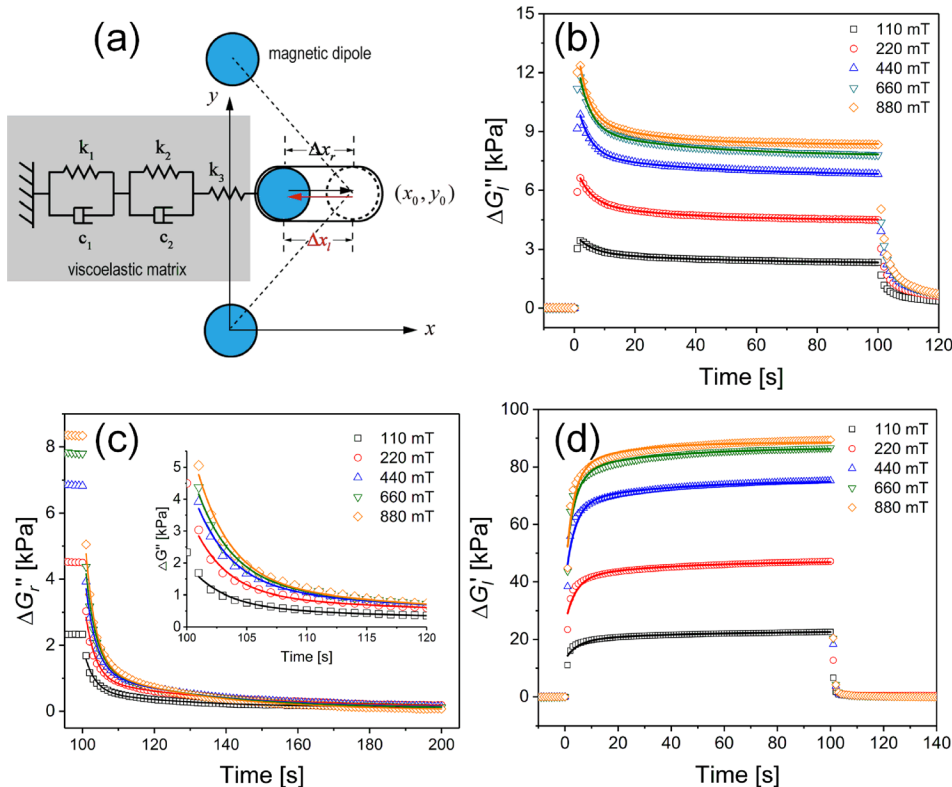 (a)
magnetic dipole
y
k1
k2
k3
Δxr
(x0, y0)
c1
c2
Δxl
viscoelastic matrix
x
(b)
110 mT
220 mT
440 mT
660 mT
880 mT
ΔGl'' [kPa]
15
12
9
6
3
0
0 20 40 60 80 100 120
Time [s]
(c)
110 mT
220 mT
440 mT
660 mT
880 mT
ΔGr'' [kPa]
8
6
4
2
0
ΔG'' [kPa]
5
4
3
2
1
0
100 105 110 115 120
Time [s]
100 120 140 160 180 200
Time [s]
(d)
110 mT
220 mT
440 mT
660 mT
880 mT
ΔGl' [kPa]
100
80
60
40
20
0
0 20 40 60 80 100 120 140
Time [s]